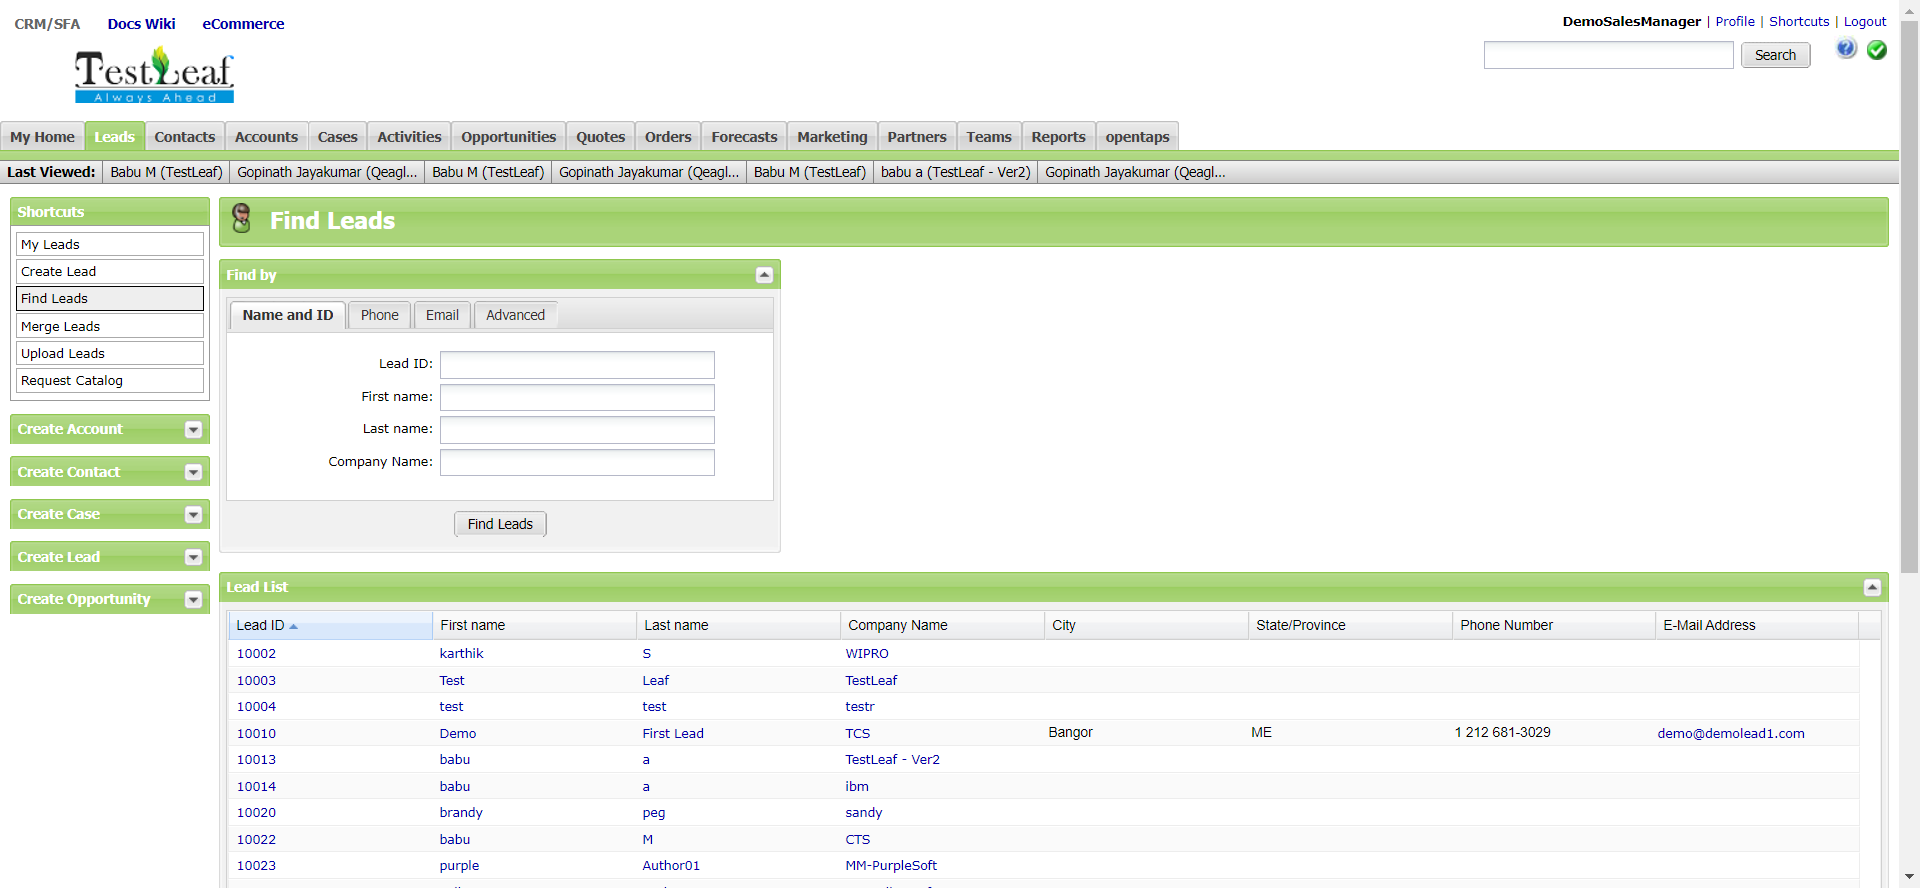 CRM/SFA Docs Wiki eCommerce
DemoSalesManager | Profile | Shortcuts | Logout
TestLeaf
Always Ahead
Search
My Home Leads Contacts Accounts Cases Activities Opportunities Quotes Orders Forecasts Marketing Partners Teams Reports opentaps
Last Viewed: Babu M (TestLeaf) Gopinath Jayakumar (Qeagl... Babu M (TestLeaf) Gopinath Jayakumar (Qeagl... Babu M (TestLeaf) babu a (TestLeaf - Ver2) Gopinath Jayakumar (Qeagl...
Shortcuts
My Leads
Create Lead
Find Leads
Merge Leads
Upload Leads
Request Catalog
Create Account
Create Contact
Create Case
Create Lead
Create Opportunity
Find Leads
Find by
Name and ID Phone Email Advanced
Lead ID:
First name:
Last name:
Company Name:
Find Leads
Lead List
Lead ID First name Last name Company Name City State/Province Phone Number E-Mail Address
10002 karthik S WIPRO
10003 Test Leaf TestLeaf
10004 test test testr
10010 Demo First Lead TCS Bangor ME 1 212 681-3029 demo@demolead1.com
10013 babu a TestLeaf - Ver2
10014 babu a ibm
10020 brandy peg sandy
10022 babu M CTS
10023 purple Author01 MM-PurpleSoft